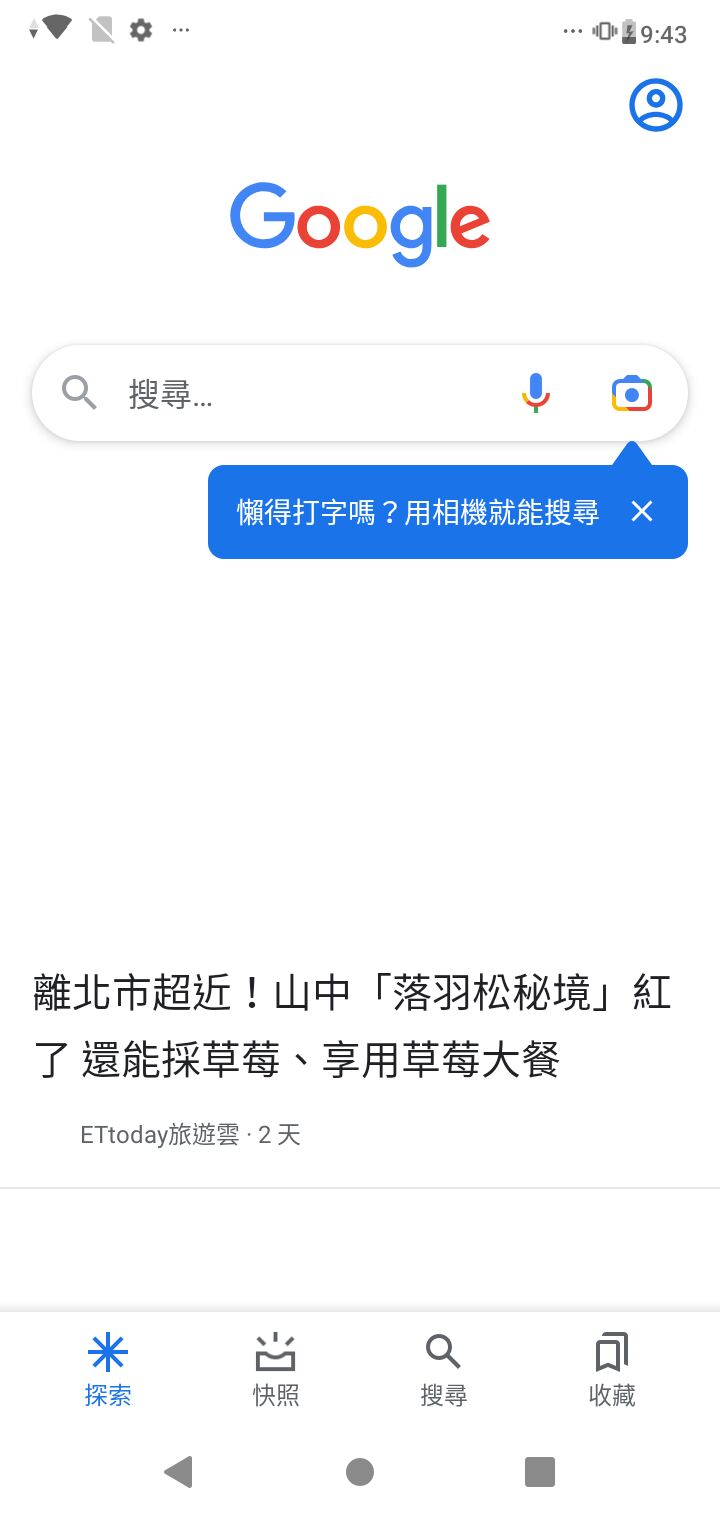 9:43
Google
搜尋…
懶得打字嗎？用相機就能搜尋
離北市超近！山中「落羽松秘境」紅
了 還能採草莓、享用草莓大餐
ETtoday旅遊雲 · 2 天
探索
快照
搜尋
收藏